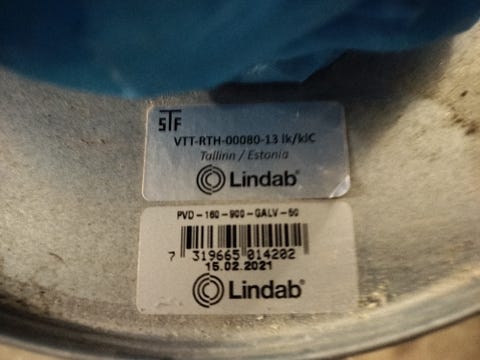 STF
VTT-RTH-00080-13 lk/klC
Tallinn / Estonia
Lindab®
PVD-160-900-GALV-50
7 319665 014202
15.02.2021
Lindab®